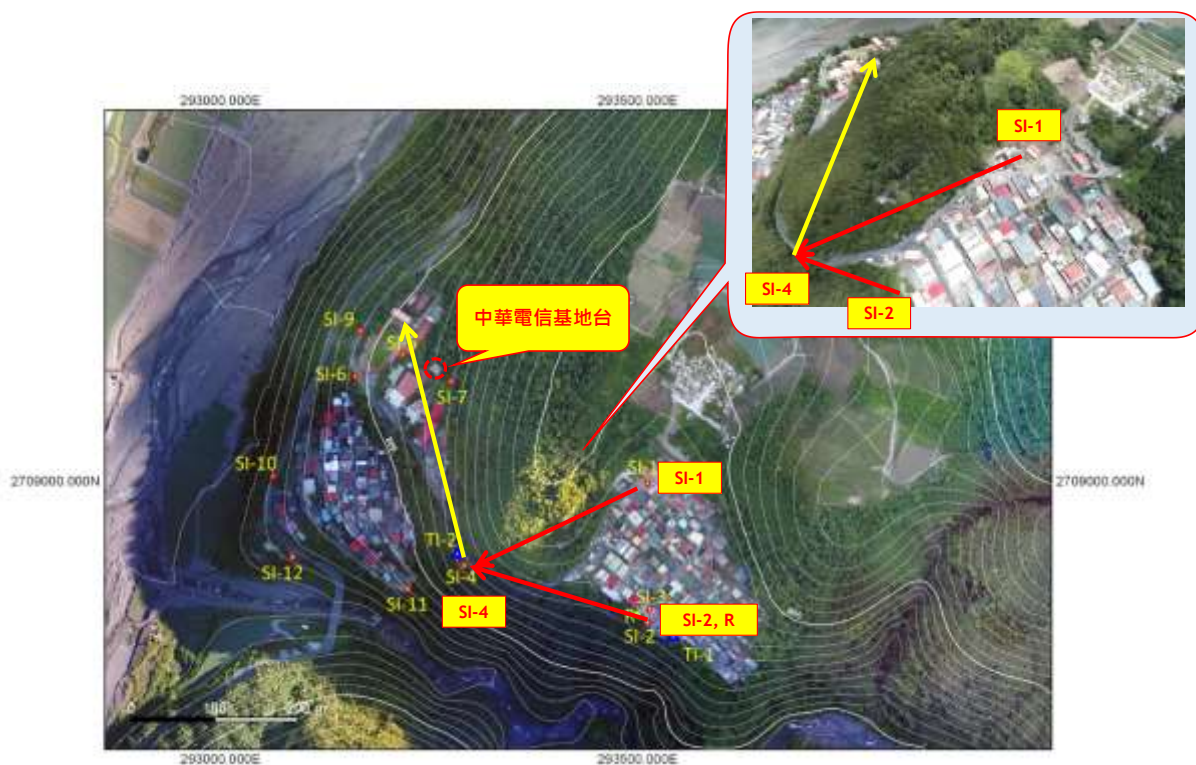 SI-1
SI-4
SI-2
293000.000E
293500.000E
中華電信基地台
SI-9
SI-6
SI-7
SI-10
2709000.000N
2709000.000N
SI-1
TI-2
SI-4
SI-12
SI-11
SI-4
SI-3
SI-2, R
SI-2
TI-1
0
293000.000E
293500.000E